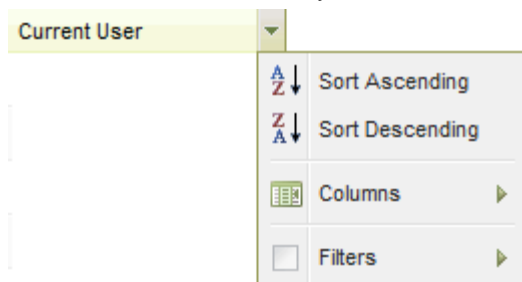 Current User
Sort Ascending
Sort Descending
Columns
Filters